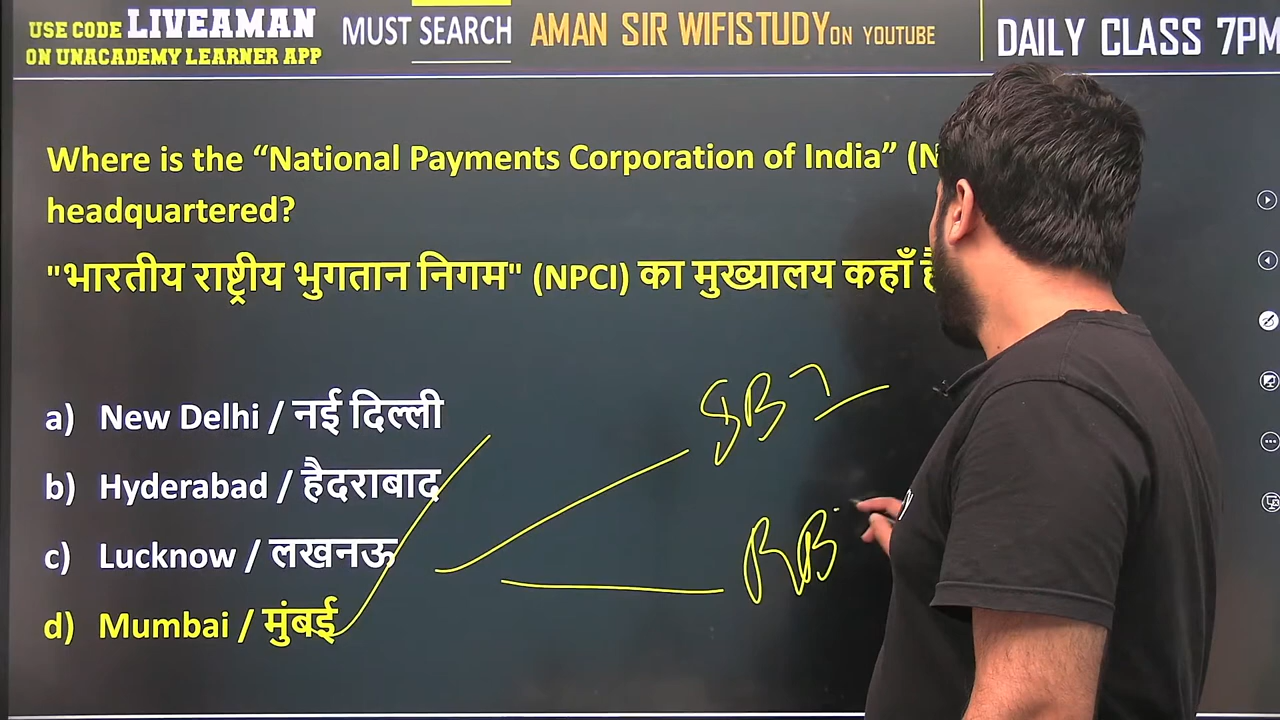 USE CODE LIVEAMAN
ON UNACADEMY LEARNER APP
MUST SEARCH
AMAN SIR WIFISTUDY ON YOUTUBE
DAILY CLASS 7PM
Where is the “National Payments Corporation of India” (N
headquartered?
"भारतीय राष्ट्रीय भुगतान निगम" (NPCI) का मुख्यालय कहाँ है
a) New Delhi / नई दिल्ली
b) Hyderabad / हैदराबाद
c) Lucknow / लखनऊ
d) Mumbai / मुंबई
SBI
RB